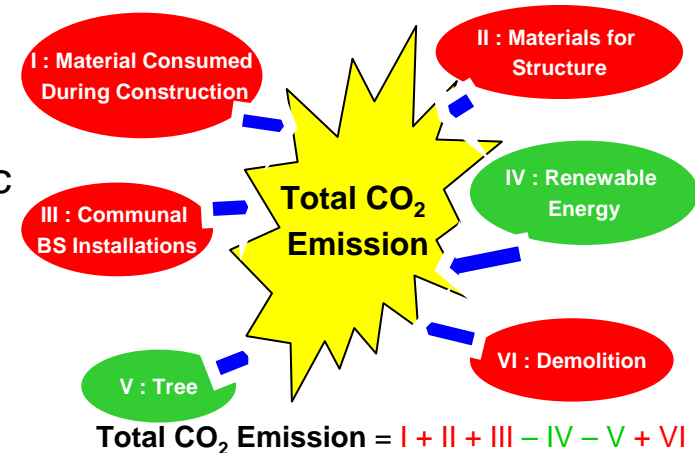 I : Material Consumed
During Construction
II : Materials for
Structure
c
III : Communal
BS Installations
Total CO₂
Emission
IV : Renewable
Energy
V : Tree
VI : Demolition
Total CO₂ Emission = I + II + III – IV – V + VI